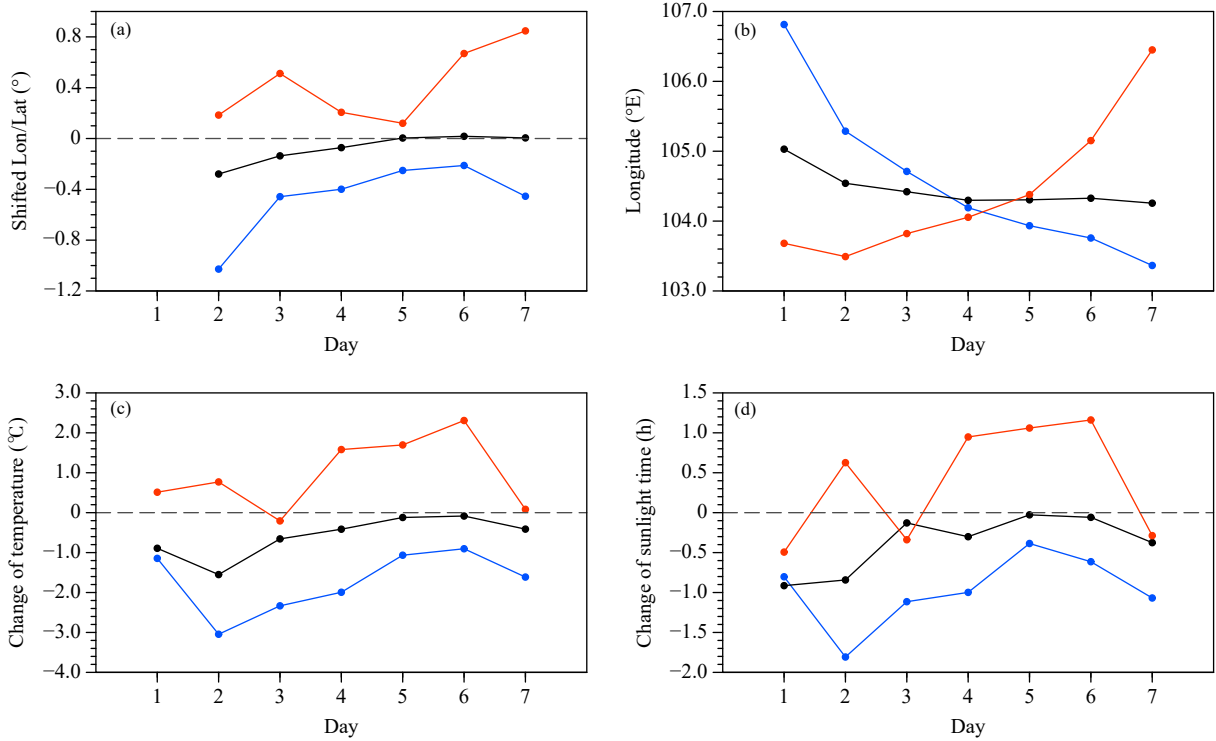 (a)
Shifted Lon/Lat (°)
0.8
0.4
0
−0.4
−0.8
−1.2
1 2 3 4 5 6 7
Day
(b)
Longitude (°E)
107.0
106.0
105.0
104.0
103.0
1 2 3 4 5 6 7
Day
(c)
Change of temperature (℃)
3.0
2.0
1.0
0
−1.0
−2.0
−3.0
−4.0
1 2 3 4 5 6 7
Day
(d)
Change of sunlight time (h)
1.5
1.0
0.5
0
−0.5
−1.0
−1.5
−2.0
1 2 3 4 5 6 7
Day